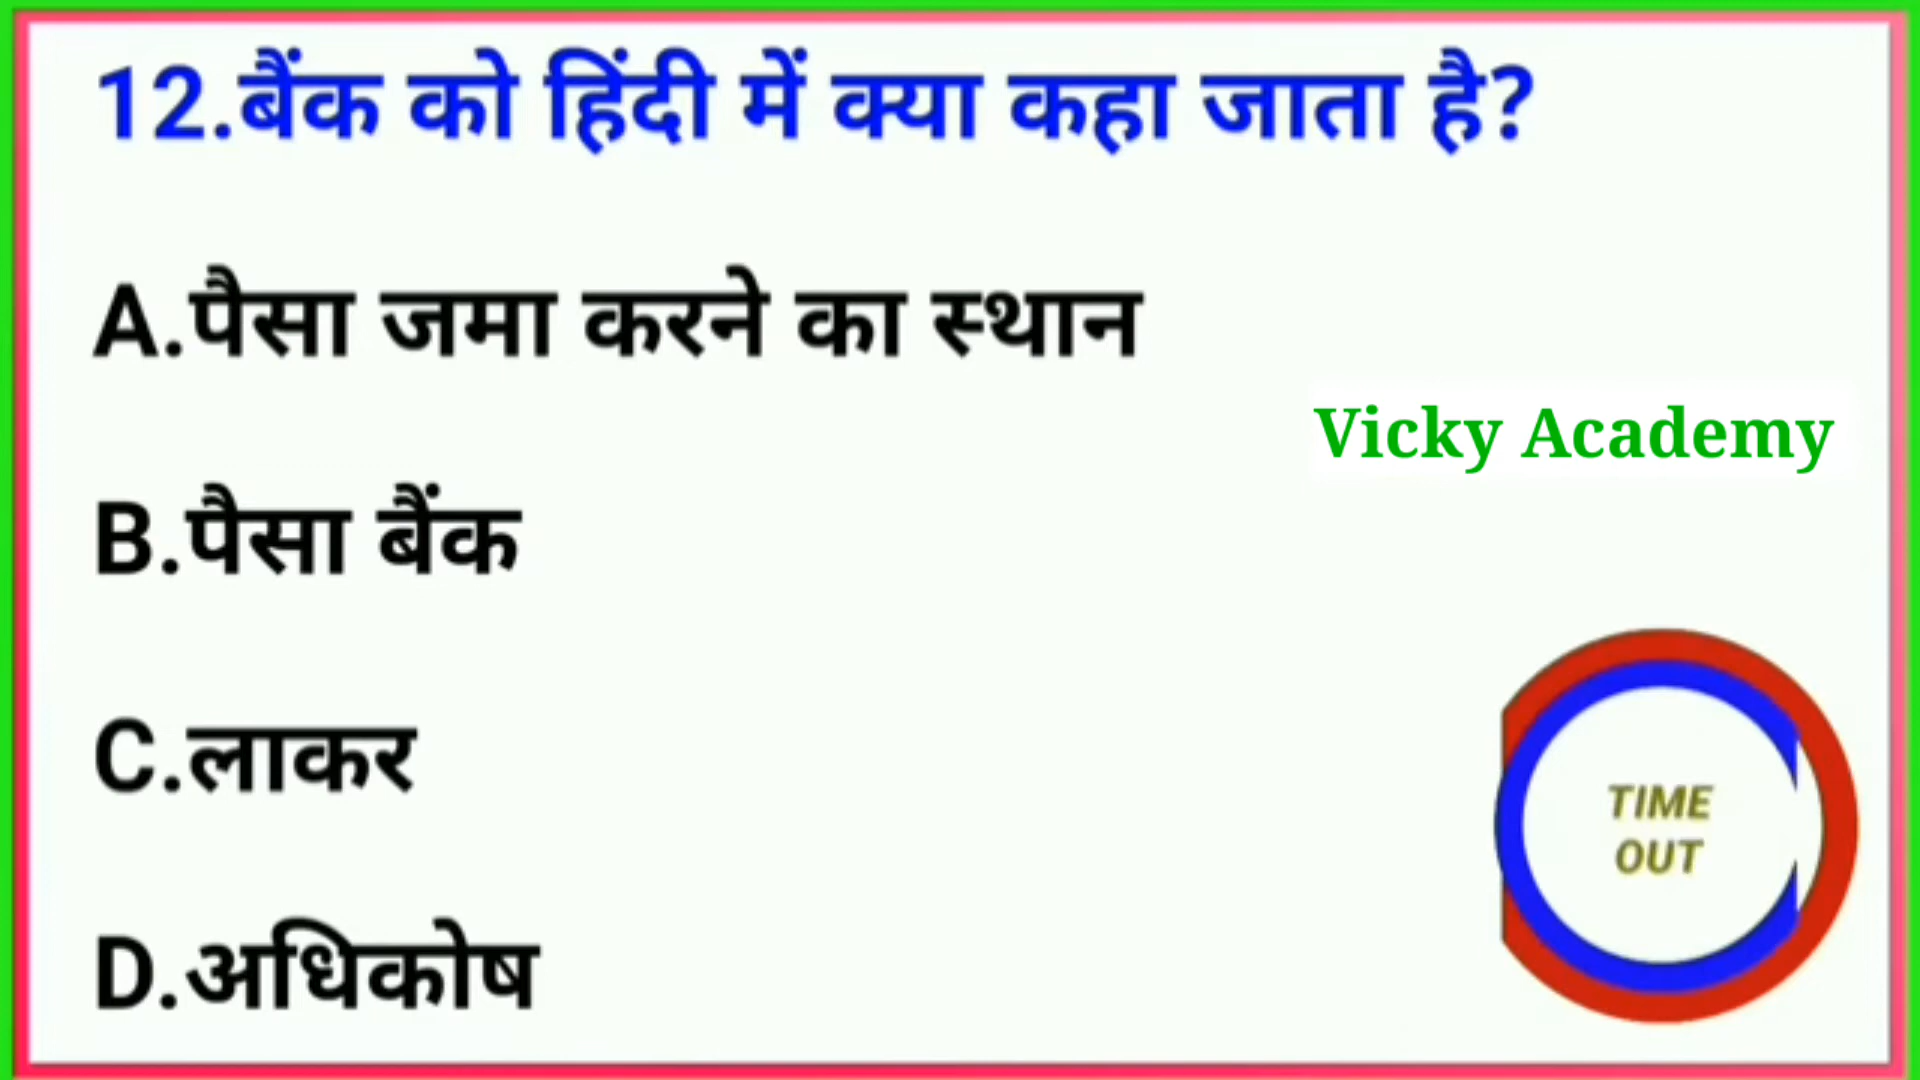 12.बैंक को हिंदी में क्या कहा जाता है?
A.पैसा जमा करने का स्थान
Vicky Academy
B.पैसा बैंक
C.लाकर
TIME
OUT
D.अधिकोष